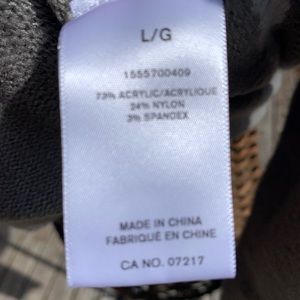 L/G
1555700409
73% ACRYLIC/ACRYLIQUE
24% NYLON
3% SPANDEX
MADE IN CHINA
FABRIQUÉ EN CHINE
CA NO. 07217